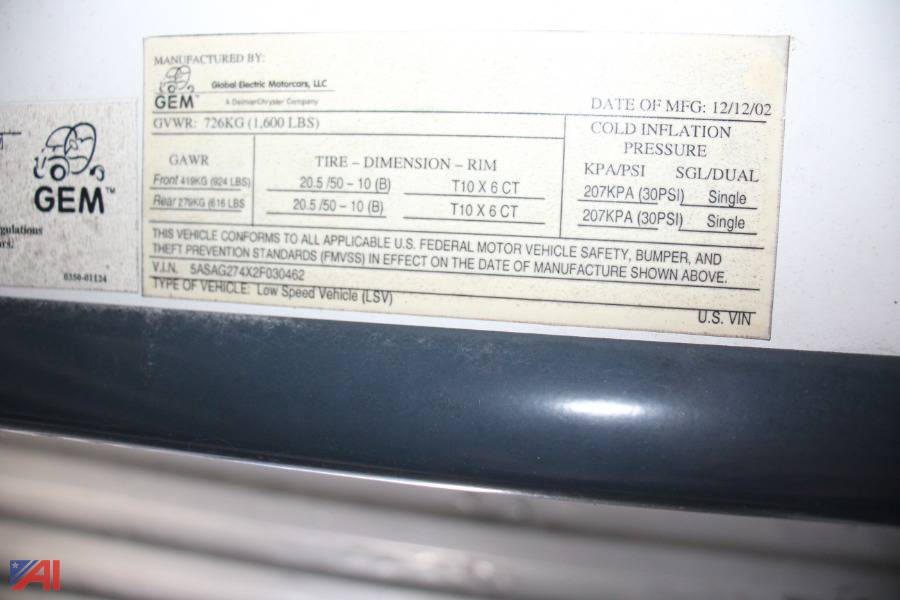 MANUFACTURED BY:
GEM™
Global Electric Motorcars, LLC
A DaimlerChrysler Company
DATE OF MFG: 12/12/02
GVWR: 726KG (1,600 LBS)
COLD INFLATION
PRESSURE
GAWR
TIRE – DIMENSION – RIM
KPA/PSI SGL/DUAL
Front 419KG (924 LBS) 20.5 /50 – 10 (B) T10 X 6 CT 207KPA (30PSI) Single
Rear 279KG (616 LBS 20.5 /50 – 10 (B) T10 X 6 CT 207KPA (30PSI) Single
THIS VEHICLE CONFORMS TO ALL APPLICABLE U.S. FEDERAL MOTOR VEHICLE SAFETY, BUMPER, AND
THEFT PREVENTION STANDARDS (FMVSS) IN EFFECT ON THE DATE OF MANUFACTURE SHOWN ABOVE.
V.I.N. 5ASAG274X2F030462
TYPE OF VEHICLE: Low Speed Vehicle (LSV)
U.S. VIN
GEM™
0350-01124
AI